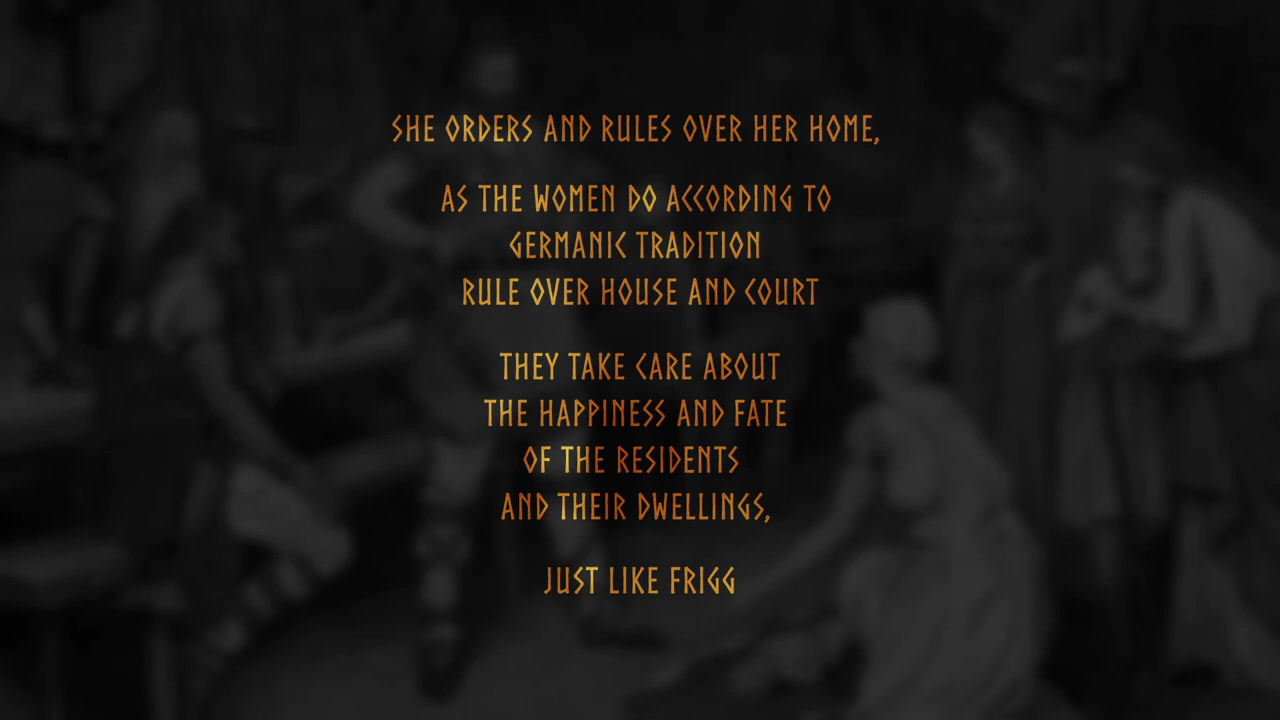 SHE ORDERS AND RULES OVER HER HOME,
AS THE WOMEN DO ACCORDING TO
GERMANIC TRADITION
RULE OVER HOUSE AND COURT
THEY TAKE CARE ABOUT
THE HAPPINESS AND FATE
OF THE RESIDENTS
AND THEIR DWELLINGS,
JUST LIKE FRIGG